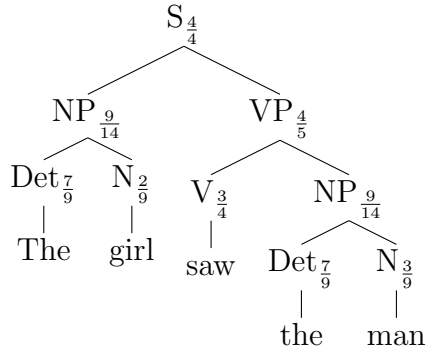 S 4/4
NP 9/14 VP 4/5
Det 7/9 N 2/9 V 3/4 NP 9/14
The girl saw Det 7/9 N 3/9
the man